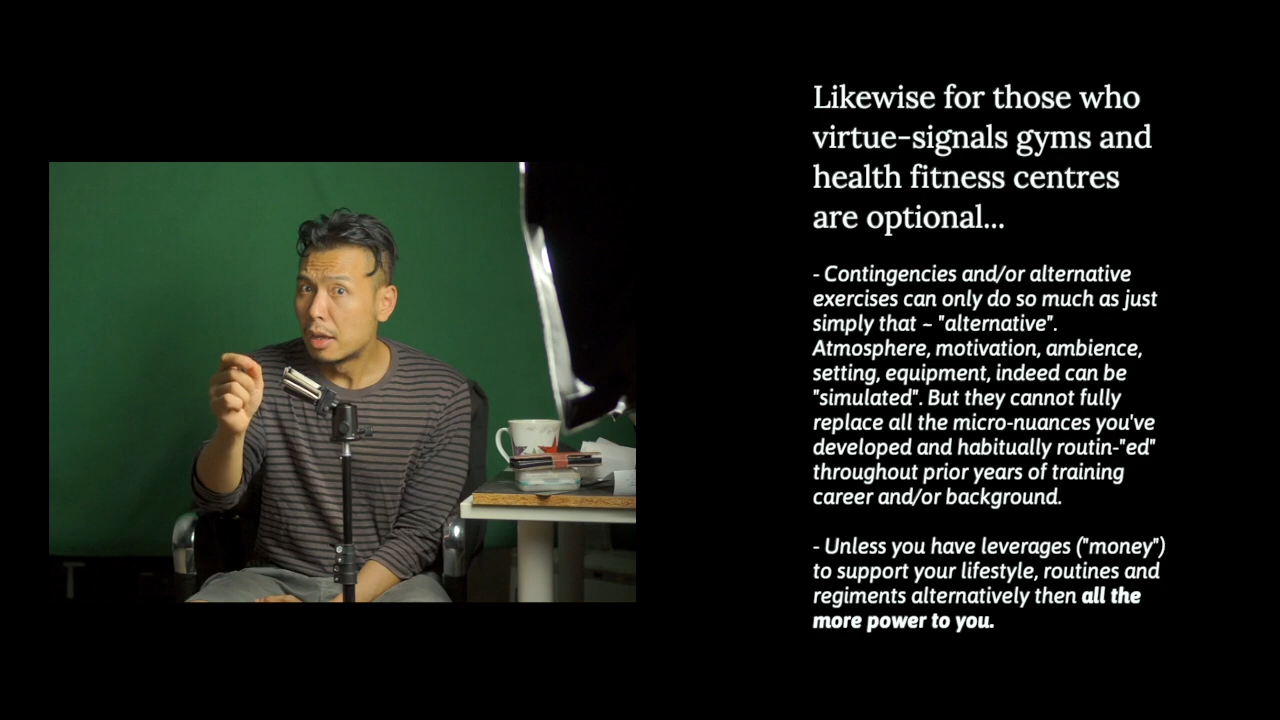 Likewise for those who
virtue-signals gyms and
health fitness centres
are optional...
- Contingencies and/or alternative
exercises can only do so much as just
simply that ~ "alternative".
Atmosphere, motivation, ambience,
setting, equipment, indeed can be
"simulated". But they cannot fully
replace all the micro-nuances you've
developed and habitually routin-"ed"
throughout prior years of training
career and/or background.
- Unless you have leverages ("money")
to support your lifestyle, routines and
regiments alternatively then all the
more power to you.